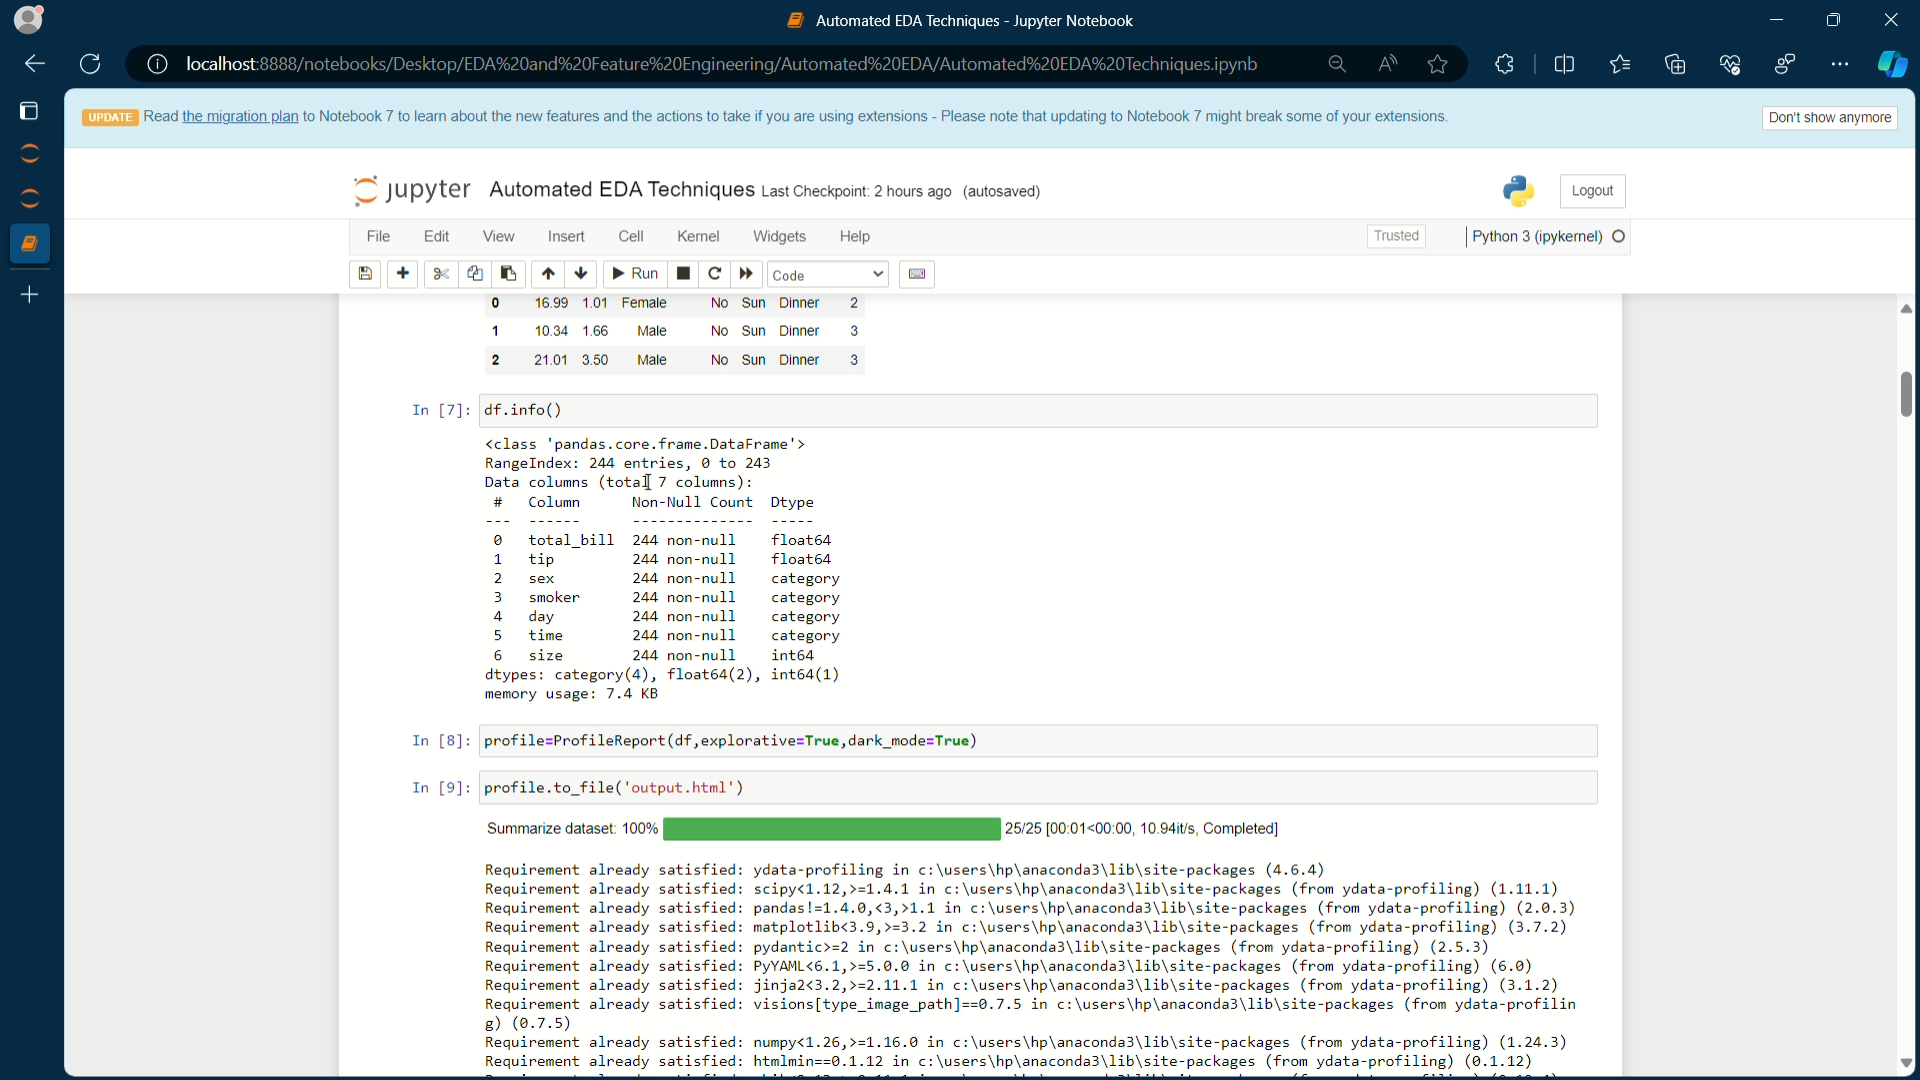 Automated EDA Techniques - Jupyter Notebook
localhost:8888/notebooks/Desktop/EDA%20and%20Feature%20Engineering/Automated%20EDA/Automated%20EDA%20Techniques.ipynb
UPDATE Read the migration plan to Notebook 7 to learn about the new features and the actions to take if you are using extensions - Please note that updating to Notebook 7 might break some of your extensions. Don't show anymore
jupyter Automated EDA Techniques Last Checkpoint: 2 hours ago (autosaved) Logout
File Edit View Insert Cell Kernel Widgets Help Trusted Python 3 (ipykernel)
Run Code
0 16.99 1.01 Female No Sun Dinner 2
1 10.34 1.66 Male No Sun Dinner 3
2 21.01 3.50 Male No Sun Dinner 3
In [7]: df.info()
<class 'pandas.core.frame.DataFrame'>
RangeIndex: 244 entries, 0 to 243
Data columns (total 7 columns):
# Column Non-Null Count Dtype
--- ------ -------------- -----
0 total_bill 244 non-null float64
1 tip 244 non-null float64
2 sex 244 non-null category
3 smoker 244 non-null category
4 day 244 non-null category
5 time 244 non-null category
6 size 244 non-null int64
dtypes: category(4), float64(2), int64(1)
memory usage: 7.4 KB
In [8]: profile=ProfileReport(df,explorative=True,dark_mode=True)
In [9]: profile.to_file('output.html')
Summarize dataset: 100% 25/25 [00:01<00:00, 10.94it/s, Completed]
Requirement already satisfied: ydata-profiling in c:\users\hp\anaconda3\lib\site-packages (4.6.4)
Requirement already satisfied: scipy<1.12,>=1.4.1 in c:\users\hp\anaconda3\lib\site-packages (from ydata-profiling) (1.11.1)
Requirement already satisfied: pandas!=1.4.0,<3,>1.1 in c:\users\hp\anaconda3\lib\site-packages (from ydata-profiling) (2.0.3)
Requirement already satisfied: matplotlib<3.9,>=3.2 in c:\users\hp\anaconda3\lib\site-packages (from ydata-profiling) (3.7.2)
Requirement already satisfied: pydantic>=2 in c:\users\hp\anaconda3\lib\site-packages (from ydata-profiling) (2.5.3)
Requirement already satisfied: PyYAML<6.1,>=5.0.0 in c:\users\hp\anaconda3\lib\site-packages (from ydata-profiling) (6.0)
Requirement already satisfied: jinja2<3.2,>=2.11.1 in c:\users\hp\anaconda3\lib\site-packages (from ydata-profiling) (3.1.2)
Requirement already satisfied: visions[type_image_path]==0.7.5 in c:\users\hp\anaconda3\lib\site-packages (from ydata-profilin
g) (0.7.5)
Requirement already satisfied: numpy<1.26,>=1.16.0 in c:\users\hp\anaconda3\lib\site-packages (from ydata-profiling) (1.24.3)
Requirement already satisfied: htmlmin==0.1.12 in c:\users\hp\anaconda3\lib\site-packages (from ydata-profiling) (0.1.12)